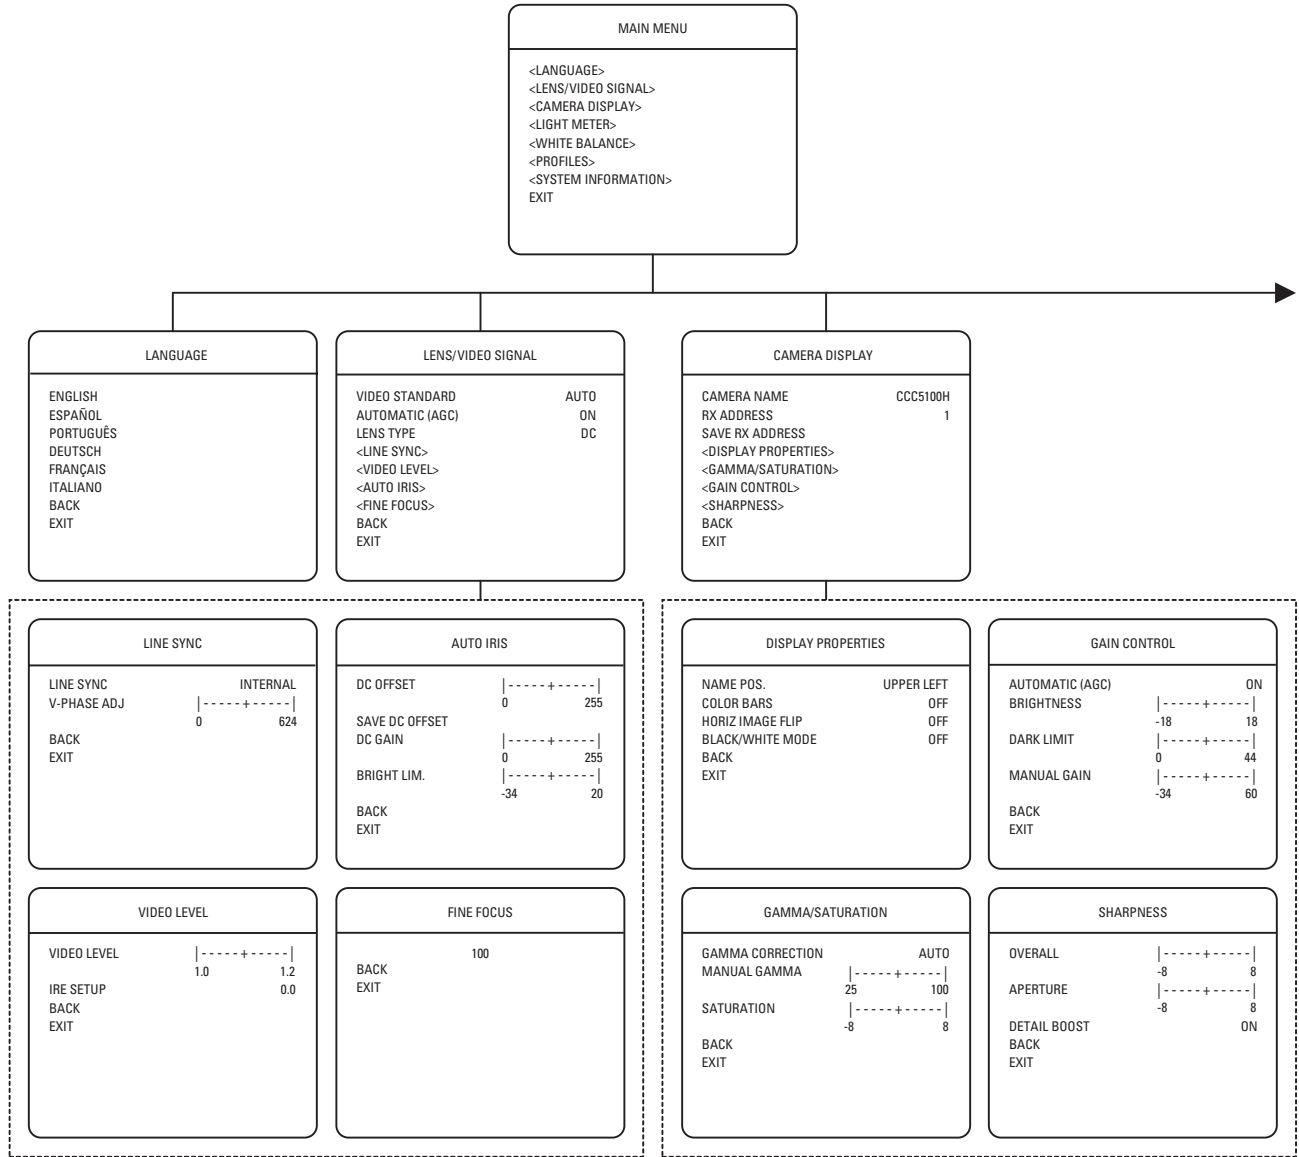 MAIN MENU
<LANGUAGE>
<LENS/VIDEO SIGNAL>
<CAMERA DISPLAY>
<LIGHT METER>
<WHITE BALANCE>
<PROFILES>
<SYSTEM INFORMATION>
EXIT
LANGUAGE
ENGLISH
ESPAÑOL
PORTUGUÊS
DEUTSCH
FRANÇAIS
ITALIANO
BACK
EXIT
LENS/VIDEO SIGNAL
VIDEO STANDARD AUTO
AUTOMATIC (AGC) ON
LENS TYPE DC
<LINE SYNC>
<VIDEO LEVEL>
<AUTO IRIS>
<FINE FOCUS>
BACK
EXIT
CAMERA DISPLAY
CAMERA NAME CCC5100H
RX ADDRESS 1
SAVE RX ADDRESS
<DISPLAY PROPERTIES>
<GAMMA/SATURATION>
<GAIN CONTROL>
<SHARPNESS>
BACK
EXIT
LINE SYNC
LINE SYNC INTERNAL
V-PHASE ADJ |-----+-----|
0 624
BACK
EXIT
AUTO IRIS
DC OFFSET |-----+-----|
0 255
SAVE DC OFFSET
DC GAIN |-----+-----|
0 255
BRIGHT LIM. |-----+-----|
-34 20
BACK
EXIT
VIDEO LEVEL
VIDEO LEVEL |-----+-----|
1.0 1.2
IRE SETUP 0.0
BACK
EXIT
FINE FOCUS
100
BACK
EXIT
DISPLAY PROPERTIES
NAME POS. UPPER LEFT
COLOR BARS OFF
HORIZ IMAGE FLIP OFF
BLACK/WHITE MODE OFF
BACK
EXIT
GAIN CONTROL
AUTOMATIC (AGC) ON
BRIGHTNESS |-----+-----|
-18 18
DARK LIMIT |-----+-----|
0 44
MANUAL GAIN |-----+-----|
-34 60
BACK
EXIT
GAMMA/SATURATION
GAMMA CORRECTION AUTO
MANUAL GAMMA |-----+-----|
25 100
SATURATION |-----+-----|
-8 8
BACK
EXIT
SHARPNESS
OVERALL |-----+-----|
-8 8
APERTURE |-----+-----|
-8 8
DETAIL BOOST ON
BACK
EXIT